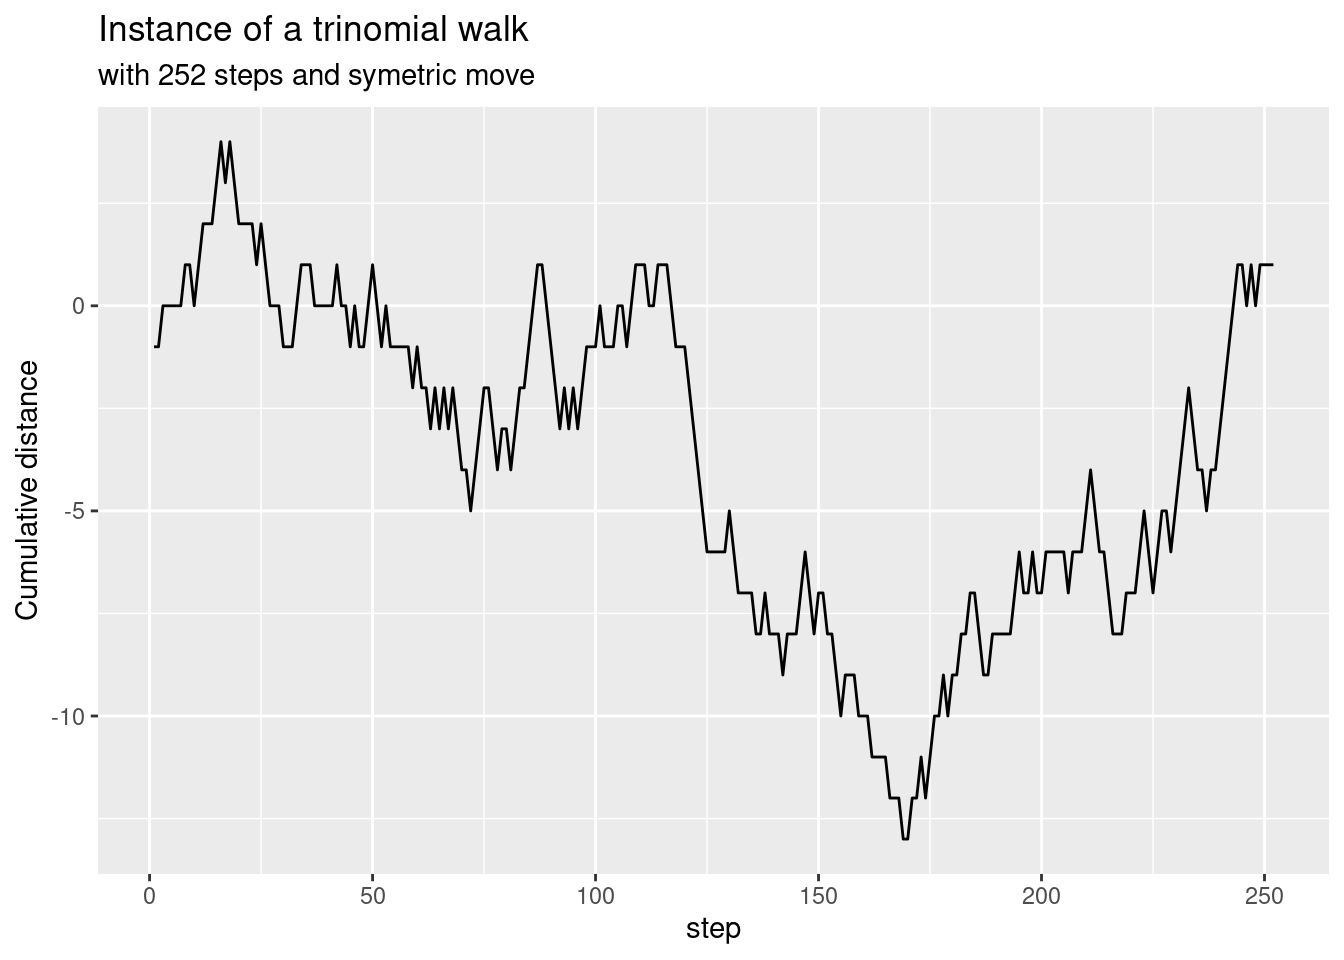 Instance of a trinomial walk
with 252 steps and symetric move
Cumulative distance
0
-5
-10
0 50 100 150 200 250
step